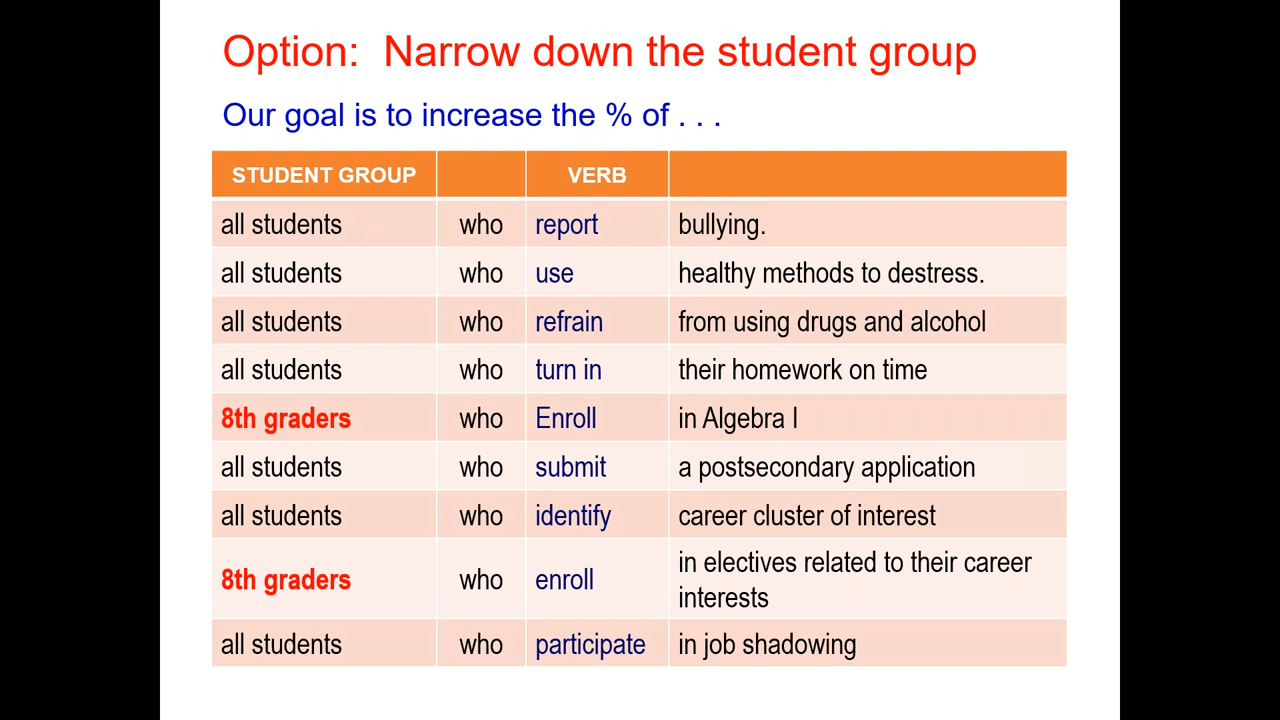 Option: Narrow down the student group
Our goal is to increase the % of . . .
STUDENT GROUP VERB
all students who report bullying.
all students who use healthy methods to destress.
all students who refrain from using drugs and alcohol
all students who turn in their homework on time
8th graders who Enroll in Algebra I
all students who submit a postsecondary application
all students who identify career cluster of interest
8th graders who enroll in electives related to their career
interests
all students who participate in job shadowing